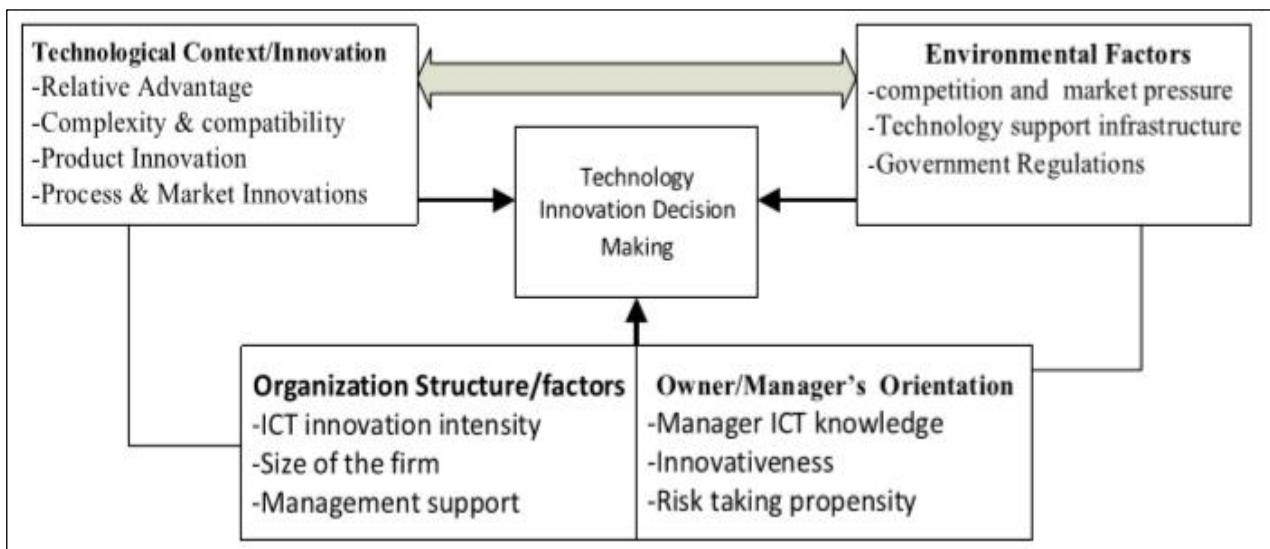 Technological Context/Innovation
-Relative Advantage
-Complexity & compatibility
-Product Innovation
-Process & Market Innovations
Environmental Factors
-competition and market pressure
-Technology support infrastructure
-Government Regulations
Technology
Innovation Decision
Making
Organization Structure/factors
-ICT innovation intensity
-Size of the firm
-Management support
Owner/Manager's Orientation
-Manager ICT knowledge
-Innovativeness
-Risk taking propensity